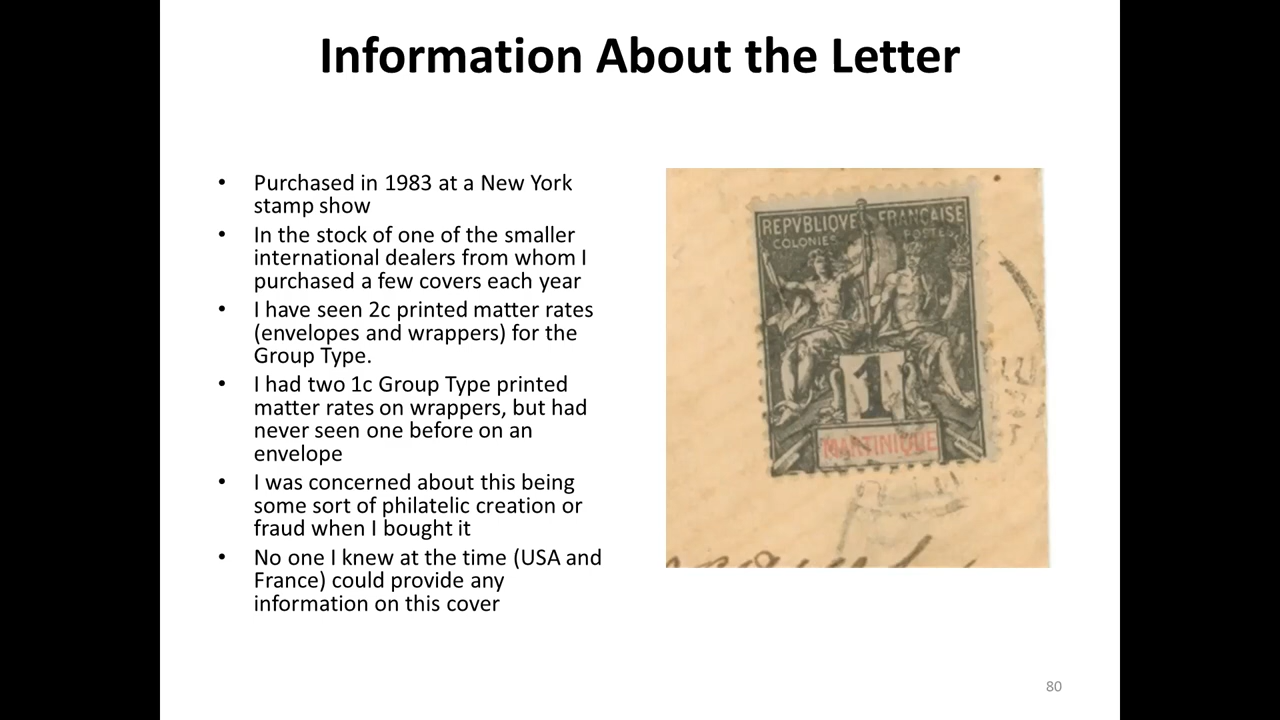 Information About the Letter
• Purchased in 1983 at a New York
stamp show
• In the stock of one of the smaller
international dealers from whom I
purchased a few covers each year
• I have seen 2c printed matter rates
(envelopes and wrappers) for the
Group Type.
• I had two 1c Group Type printed
matter rates on wrappers, but had
never seen one before on an
envelope
• I was concerned about this being
some sort of philatelic creation or
fraud when I bought it
• No one I knew at the time (USA and
France) could provide any
information on this cover
REPVBLIQVE FRANÇAISE
COLONIES POSTES
1
MARTINIQUE
80